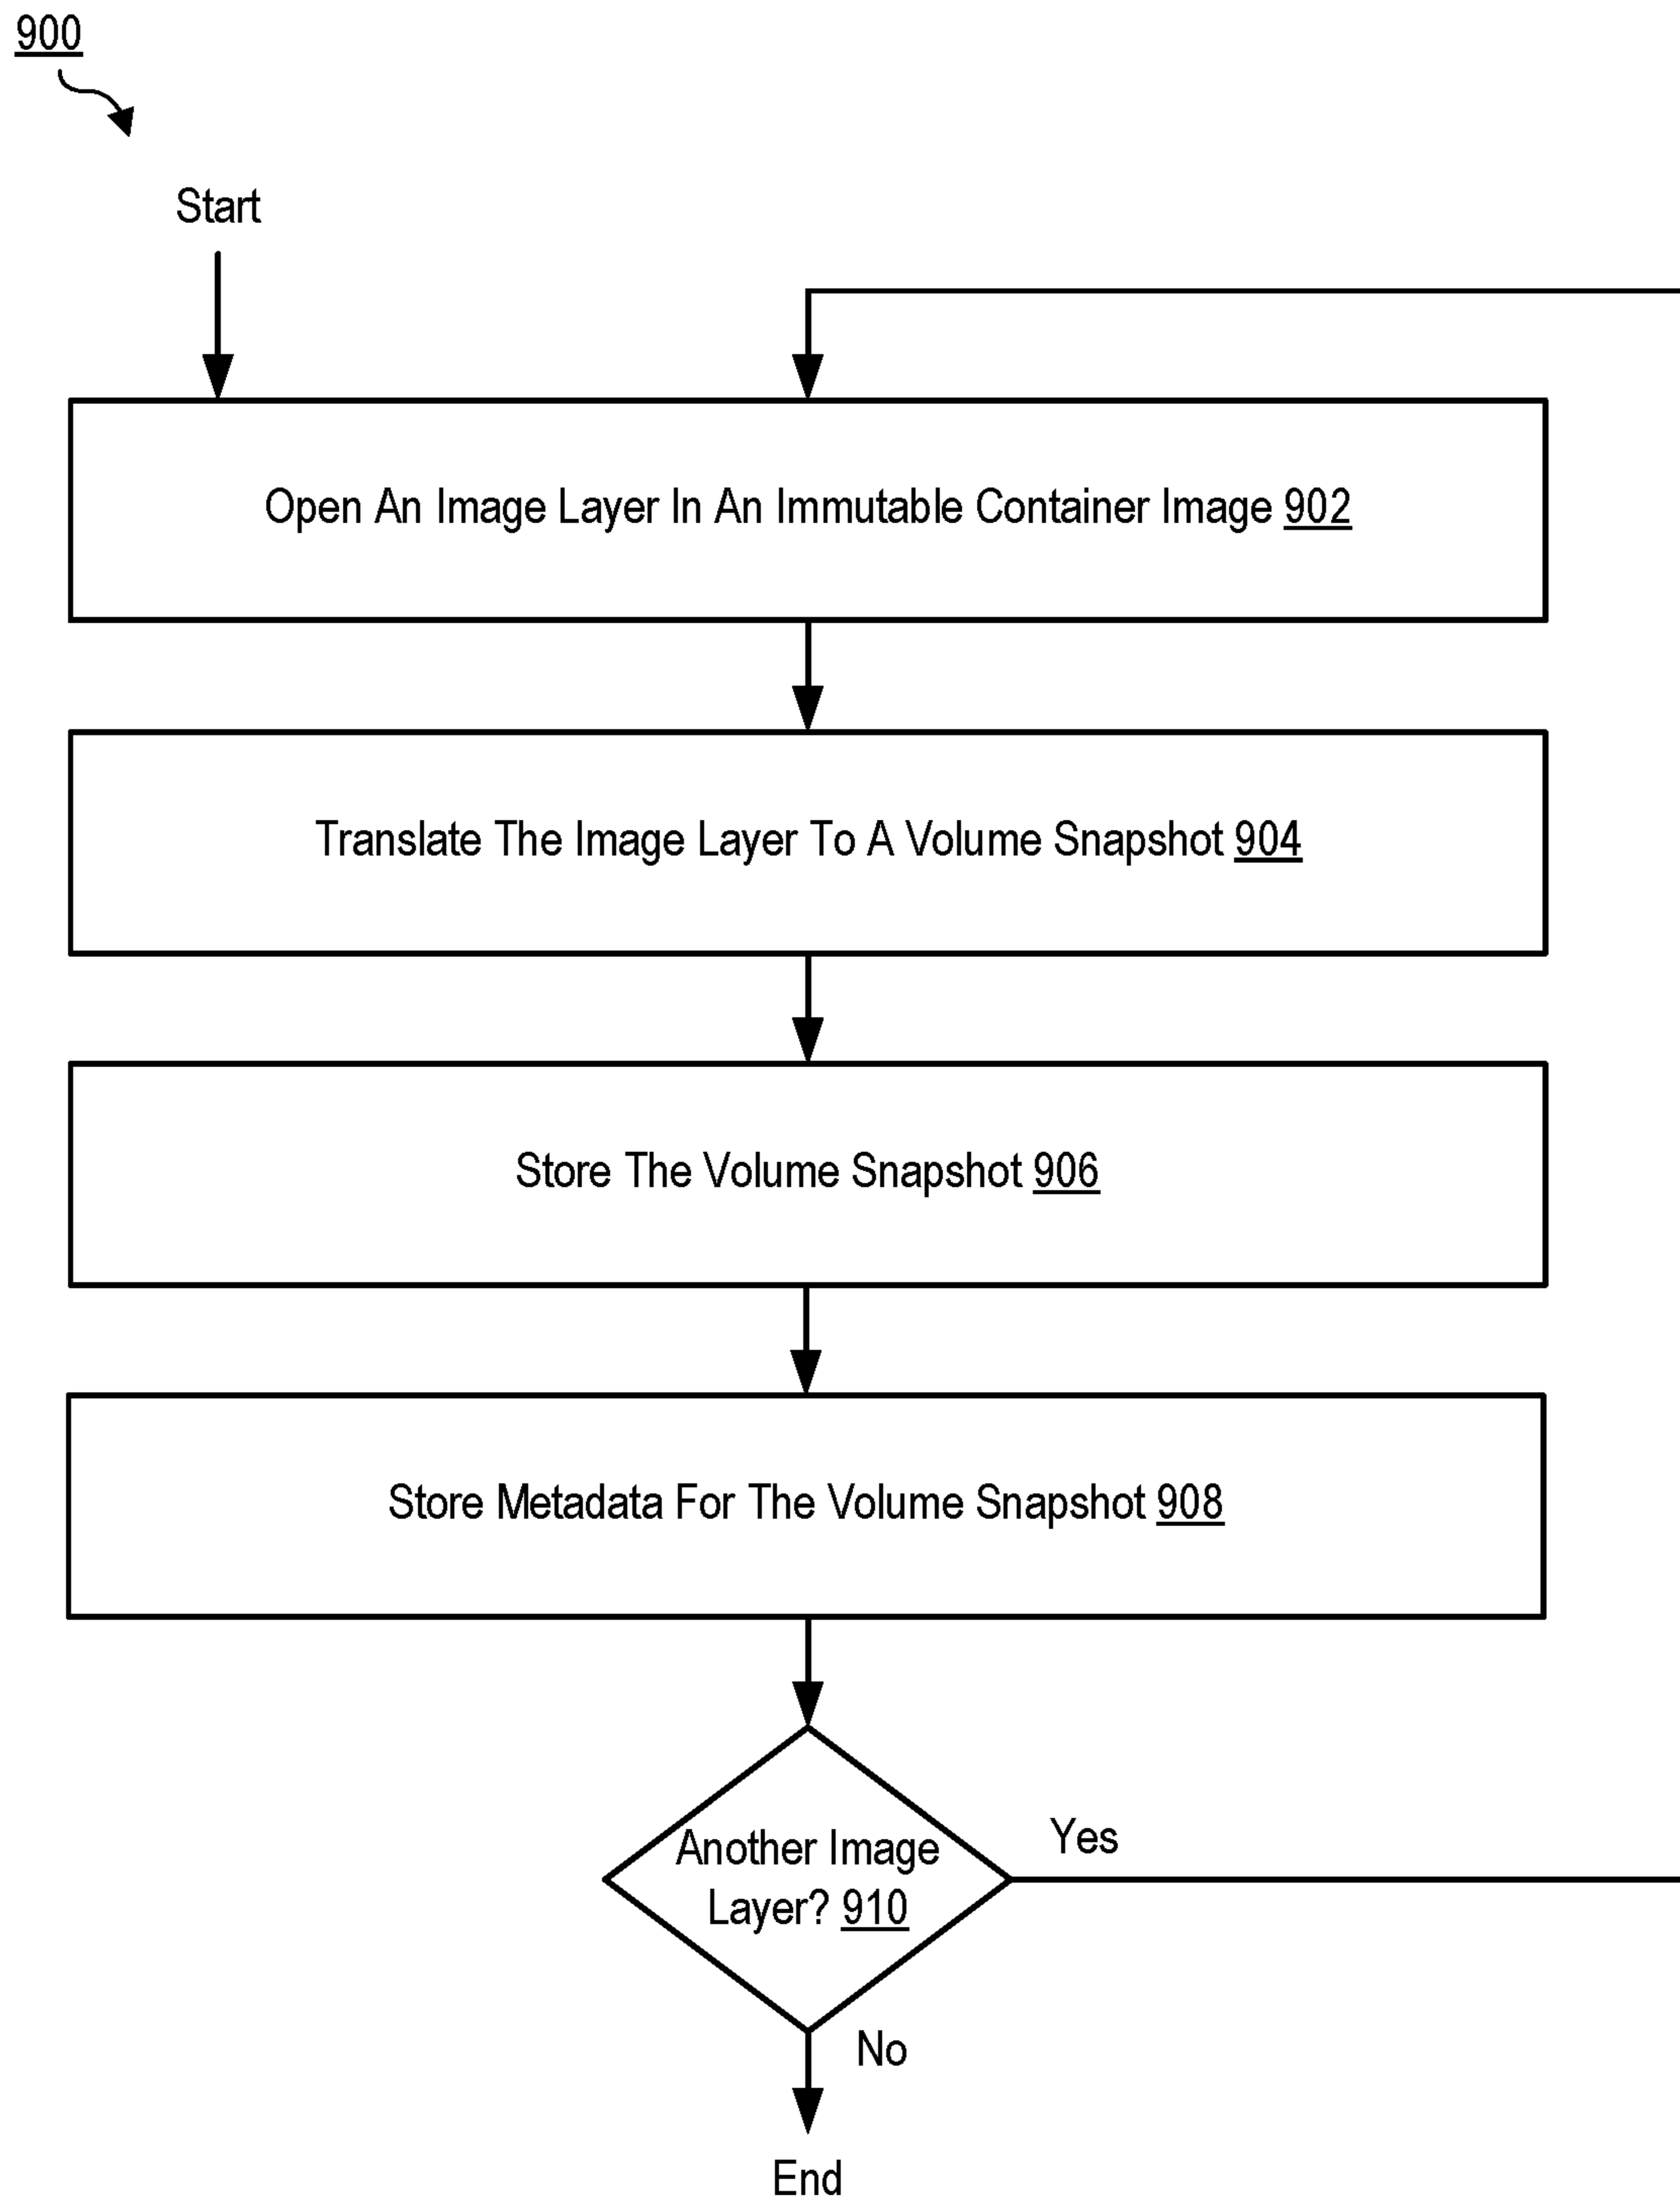 900
Start
Open An Image Layer In An Immutable Container Image 902
Translate The Image Layer To A Volume Snapshot 904
Store The Volume Snapshot 906
Store Metadata For The Volume Snapshot 908
Another Image
Layer? 910
Yes
No
End